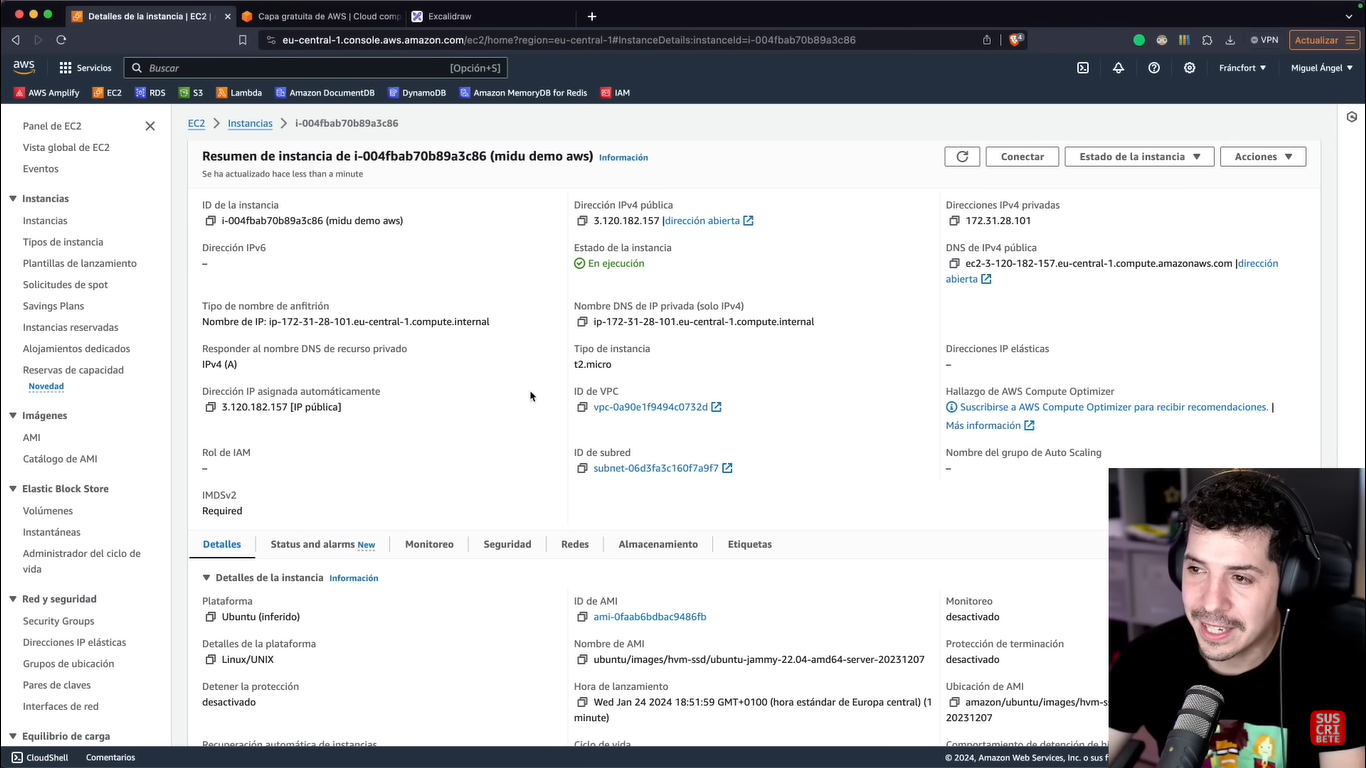 Detalles de la instancia | EC2 |
Capa gratuita de AWS | Cloud comp
Excalidraw
eu-central-1.console.aws.amazon.com/ec2/home?region=eu-central-1#InstanceDetails:instanceId=i-004fbab70b89a3c86
4
VPN
Actualizar
aws
Servicios
Buscar
[Opción+S]
Fráncfort
Miguel Ángel
AWS Amplify
EC2
RDS
S3
Lambda
Amazon DocumentDB
DynamoDB
Amazon MemoryDB for Redis
IAM
Panel de EC2
Vista global de EC2
Eventos
Instancias
Instancias
Tipos de instancia
Plantillas de lanzamiento
Solicitudes de spot
Savings Plans
Instancias reservadas
Alojamientos dedicados
Reservas de capacidad
Novedad
Imágenes
AMI
Catálogo de AMI
Elastic Block Store
Volúmenes
Instantáneas
Administrador del ciclo de
vida
Red y seguridad
Security Groups
Direcciones IP elásticas
Grupos de ubicación
Pares de claves
Interfaces de red
Equilibrio de carga
EC2
Instancias
i-004fbab70b89a3c86
Resumen de instancia de i-004fbab70b89a3c86 (midu demo aws) Información
Se ha actualizado hace less than a minute
Conectar
Estado de la instancia
Acciones
ID de la instancia
i-004fbab70b89a3c86 (midu demo aws)
Dirección IPv4 pública
3.120.182.157 |dirección abierta
Direcciones IPv4 privadas
172.31.28.101
Dirección IPv6
–
Estado de la instancia
En ejecución
DNS de IPv4 pública
ec2-3-120-182-157.eu-central-1.compute.amazonaws.com |dirección
abierta
Tipo de nombre de anfitrión
Nombre de IP: ip-172-31-28-101.eu-central-1.compute.internal
Nombre DNS de IP privada (solo IPv4)
ip-172-31-28-101.eu-central-1.compute.internal
Responder al nombre DNS de recurso privado
IPv4 (A)
Tipo de instancia
t2.micro
Direcciones IP elásticas
–
Dirección IP asignada automáticamente
3.120.182.157 [IP pública]
ID de VPC
vpc-0a90e1f9494c0732d
Hallazgo de AWS Compute Optimizer
Suscribirse a AWS Compute Optimizer para recibir recomendaciones. |
Más información
Rol de IAM
–
ID de subred
subnet-06d3fa3c160f7a9f7
Nombre del grupo de Auto Scaling
–
IMDSv2
Required
Detalles
Status and alarms New
Monitoreo
Seguridad
Redes
Almacenamiento
Etiquetas
Detalles de la instancia Información
Plataforma
Ubuntu (inferido)
ID de AMI
ami-0faab6bdbac9486fb
Monitoreo
desactivado
Detalles de la plataforma
Linux/UNIX
Nombre de AMI
ubuntu/images/hvm-ssd/ubuntu-jammy-22.04-amd64-server-20231207
Protección de terminación
desactivado
Detener la protección
desactivado
Hora de lanzamiento
Wed Jan 24 2024 18:51:59 GMT+0100 (hora estándar de Europa central) (1
minute)
Ubicación de AMI
amazon/ubuntu/images/hvm-s
20231207
Recuperación automática de instancias
Ciclo de vida
Comportamiento de detención de hi
CloudShell
Comentarios
© 2024, Amazon Web Services, Inc. o sus f
SUS
CRI
BETE